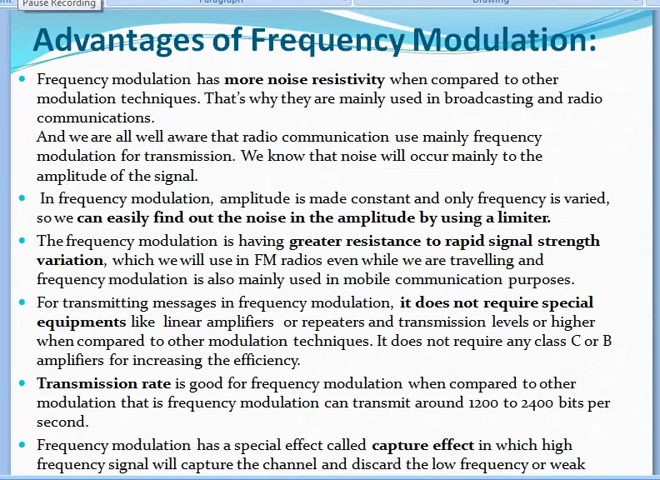 Paragraph
Drawing
Pause Recording
Advantages of Frequency Modulation:
Frequency modulation has more noise resistivity when compared to other
modulation techniques. That's why they are mainly used in broadcasting and radio
communications.
And we are all well aware that radio communication use mainly frequency
modulation for transmission. We know that noise will occur mainly to the
amplitude of the signal.
In frequency modulation, amplitude is made constant and only frequency is varied,
so we can easily find out the noise in the amplitude by using a limiter.
The frequency modulation is having greater resistance to rapid signal strength
variation, which we will use in FM radios even while we are travelling and
frequency modulation is also mainly used in mobile communication purposes.
For transmitting messages in frequency modulation, it does not require special
equipments like linear amplifiers or repeaters and transmission levels or higher
when compared to other modulation techniques. It does not require any class C or B
amplifiers for increasing the efficiency.
Transmission rate is good for frequency modulation when compared to other
modulation that is frequency modulation can transmit around 1200 to 2400 bits per
second.
Frequency modulation has a special effect called capture effect in which high
frequency signal will capture the channel and discard the low frequency or weak